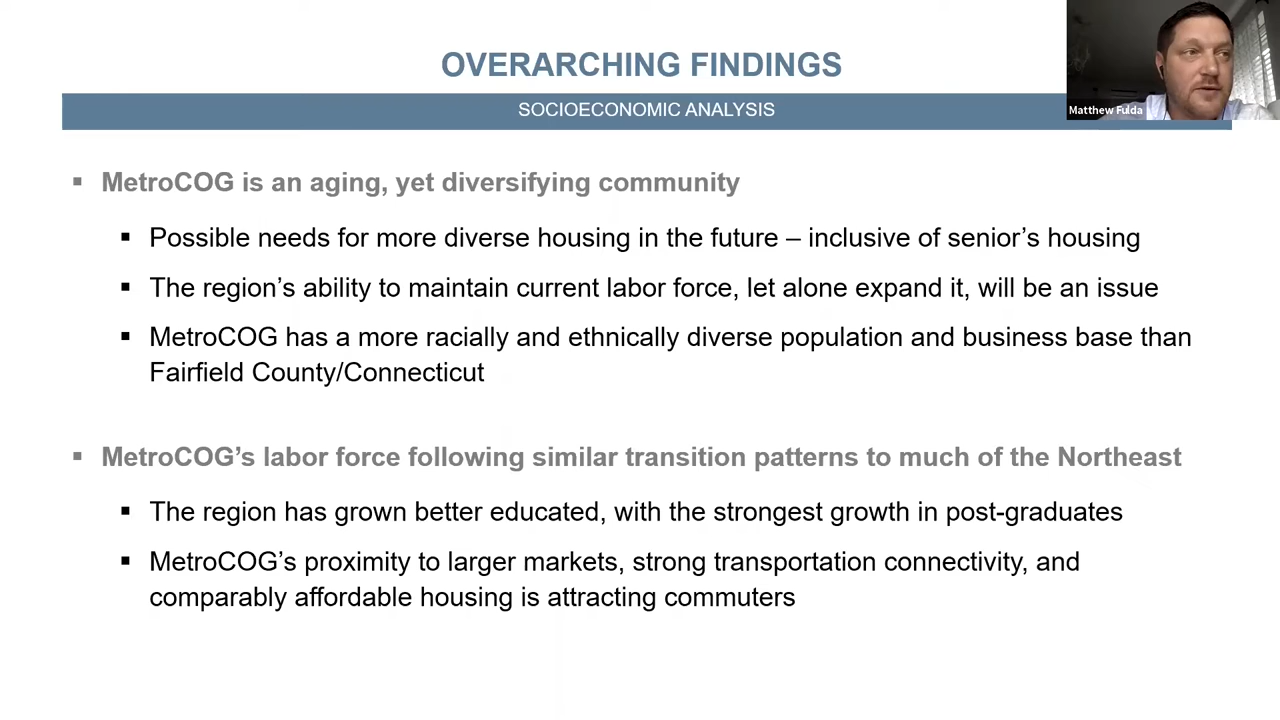 OVERARCHING FINDINGS
SOCIOECONOMIC ANALYSIS
Matthew Fulda
▪ MetroCOG is an aging, yet diversifying community
▪ Possible needs for more diverse housing in the future – inclusive of senior’s housing
▪ The region’s ability to maintain current labor force, let alone expand it, will be an issue
▪ MetroCOG has a more racially and ethnically diverse population and business base than
Fairfield County/Connecticut
▪ MetroCOG’s labor force following similar transition patterns to much of the Northeast
▪ The region has grown better educated, with the strongest growth in post-graduates
▪ MetroCOG’s proximity to larger markets, strong transportation connectivity, and
comparably affordable housing is attracting commuters